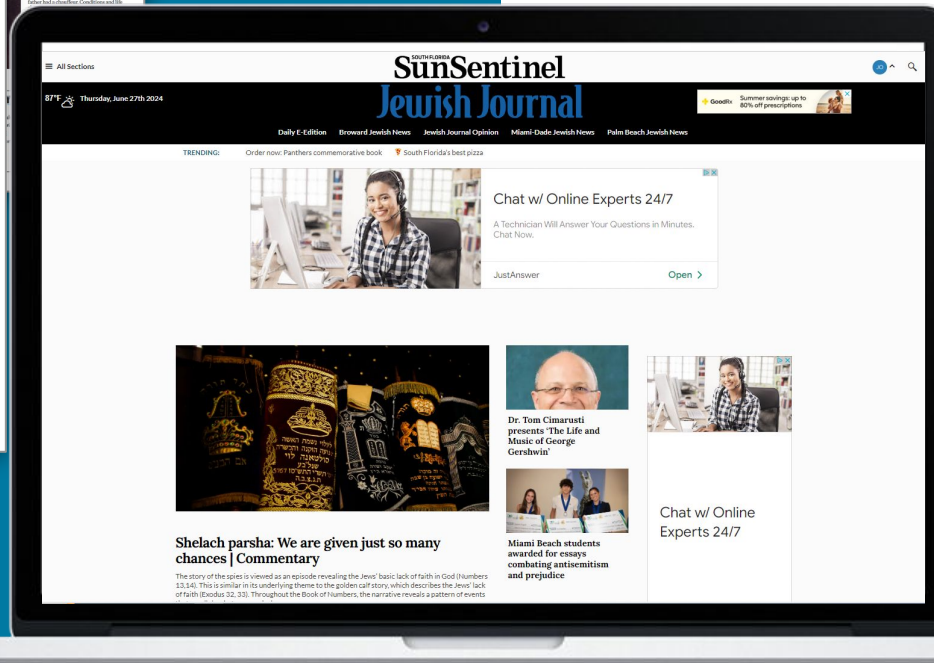 father had a chauffeur. Conditions and life
All Sections
SOUTH FLORIDA
SunSentinel
JO
87°F
Thursday, June 27th 2024
Jewish Journal
GoodRx
Summer savings: up to
80% off prescriptions
Daily E-Edition Broward Jewish News Jewish Journal Opinion Miami-Dade Jewish News Palm Beach Jewish News
TRENDING: Order now: Panthers commemorative book South Florida's best pizza
Chat w/ Online Experts 24/7
A Technician Will Answer Your Questions in Minutes.
Chat Now.
JustAnswer Open
Dr. Tom Cimarusti
presents 'The Life and
Music of George
Gershwin'
Miami Beach students
awarded for essays
combating antisemitism
and prejudice
Chat w/ Online
Experts 24/7
Shelach parsha: We are given just so many
chances | Commentary
The story of the spies is viewed as an episode revealing the Jews' basic lack of faith in God (Numbers
13,14). This is similar in its underlying theme to the golden calf story, which describes the Jews' lack
of faith (Exodus 32, 33). Throughout the Book of Numbers, the narrative reveals a pattern of events